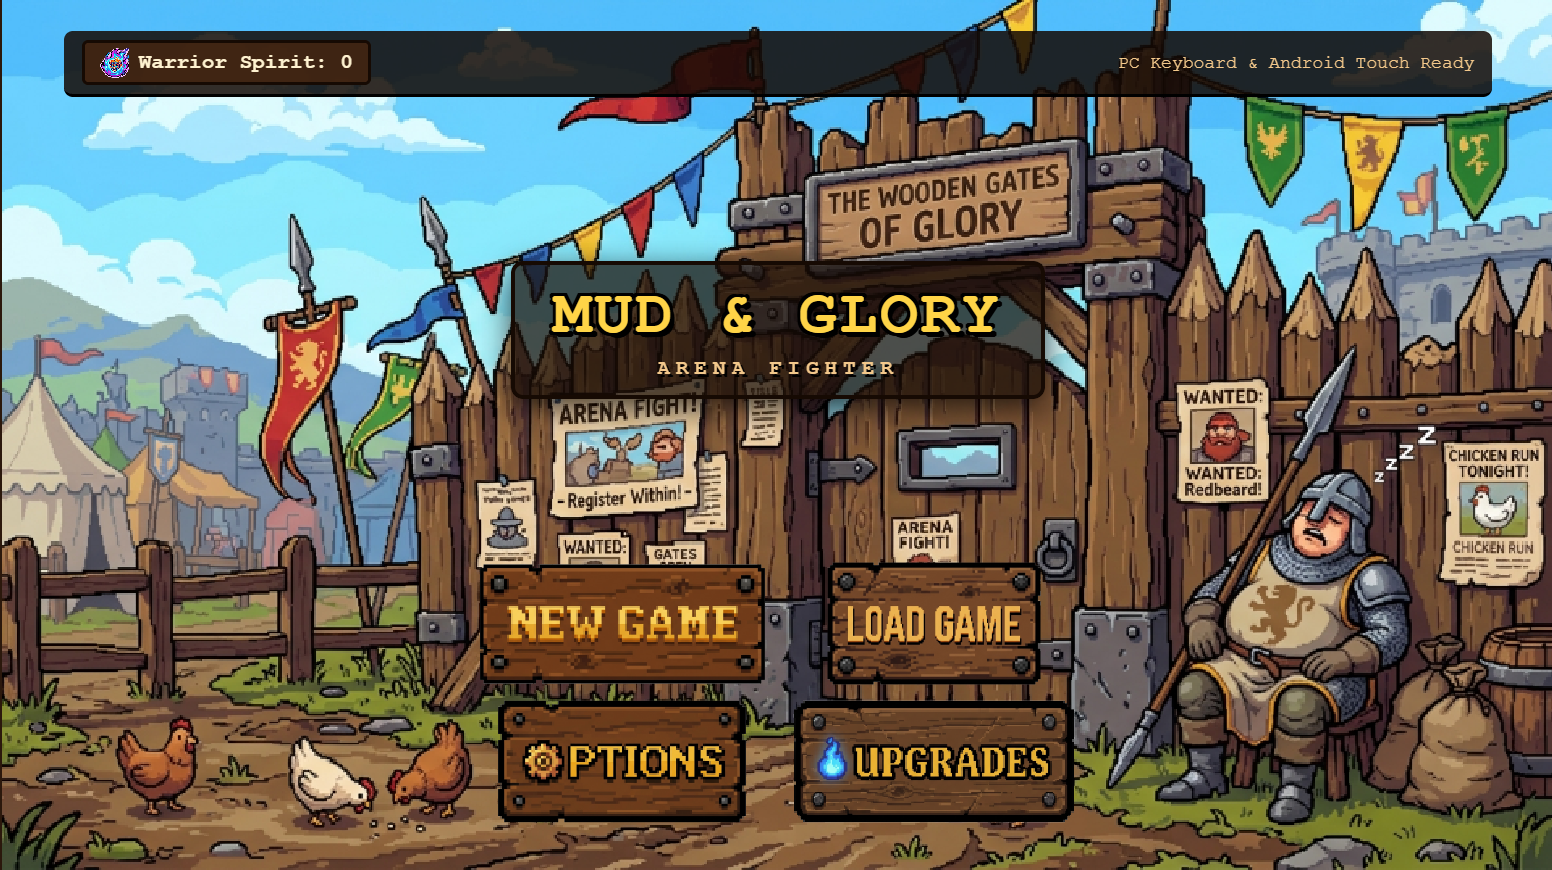 Warrior Spirit: 0
PC Keyboard & Android Touch Ready
THE WOODEN GATES
OF GLORY
MUD & GLORY
ARENA FIGHTER
ARENA FIGHT!
- Register Within! -
WANTED:
GATES
ARENA
FIGHT!
WANTED:
WANTED:
Redbeard!
z z z z
CHICKEN RUN
TONIGHT!
CHICKEN RUN
NEW GAME
LOAD GAME
PTIONS
UPGRADES